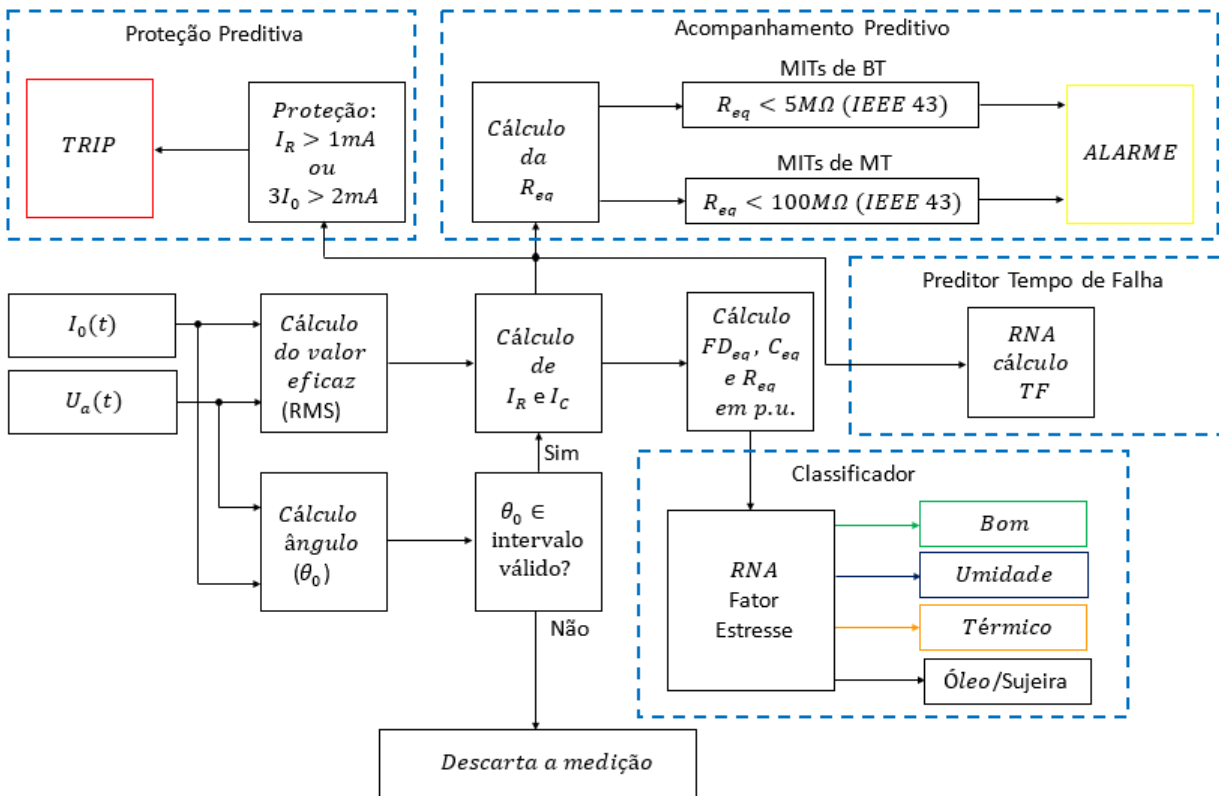 Proteção Preditiva
TRIP
Proteção:
I_R > 1mA
ou
3I_0 > 2mA
Acompanhamento Preditivo
Cálculo
da
R_eq
MITs de BT
R_eq < 5MΩ (IEEE 43)
MITs de MT
R_eq < 100MΩ (IEEE 43)
ALARME
Preditor Tempo de Falha
RNA
cálculo
TF
I_0(t)
U_a(t)
Cálculo
do valor
eficaz
(RMS)
Cálculo
de
I_R e I_C
Cálculo
FD_eq, C_eq
e R_eq
em p.u.
Sim
Cálculo
ângulo
(θ_0)
θ_0 ∈
intervalo
válido?
Não
Classificador
RNA
Fator
Estresse
Bom
Umidade
Térmico
Óleo/Sujeira
Descarta a medição